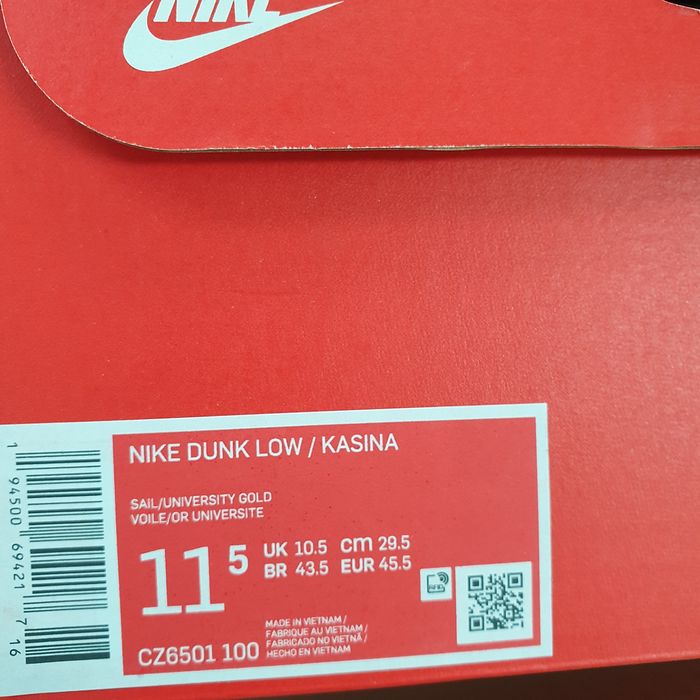 NIKE
NIKE DUNK LOW / KASINA
SAIL/UNIVERSITY GOLD
VOILE/OR UNIVERSITE
11 5 UK 10.5 cm 29.5
BR 43.5 EUR 45.5
MADE IN VIETNAM /
FABRIQUE AU VIETNAM /
FABRICADO NO VIETNÃ /
HECHO EN VIETNAM
CZ6501 100
1 94500 69421 7 16